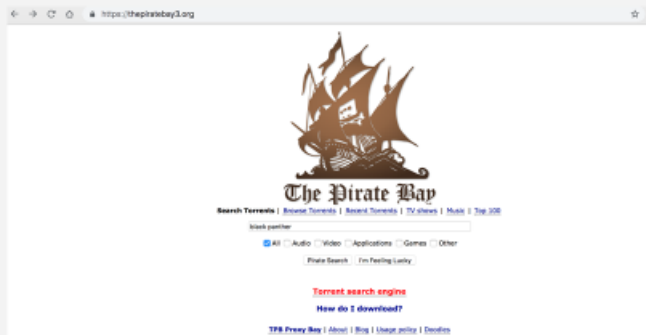 https://thepiratebay3.org
The Pirate Bay
Search Torrents | Browse Torrents | Recent Torrents | TV shows | Music | Top 100
black panther
All Audio Video Applications Games Other
Pirate Search I'm Feeling Lucky
Torrent search engine
How do I download?
TPB Proxy Bay | About | Blog | Usage policy | Doodles